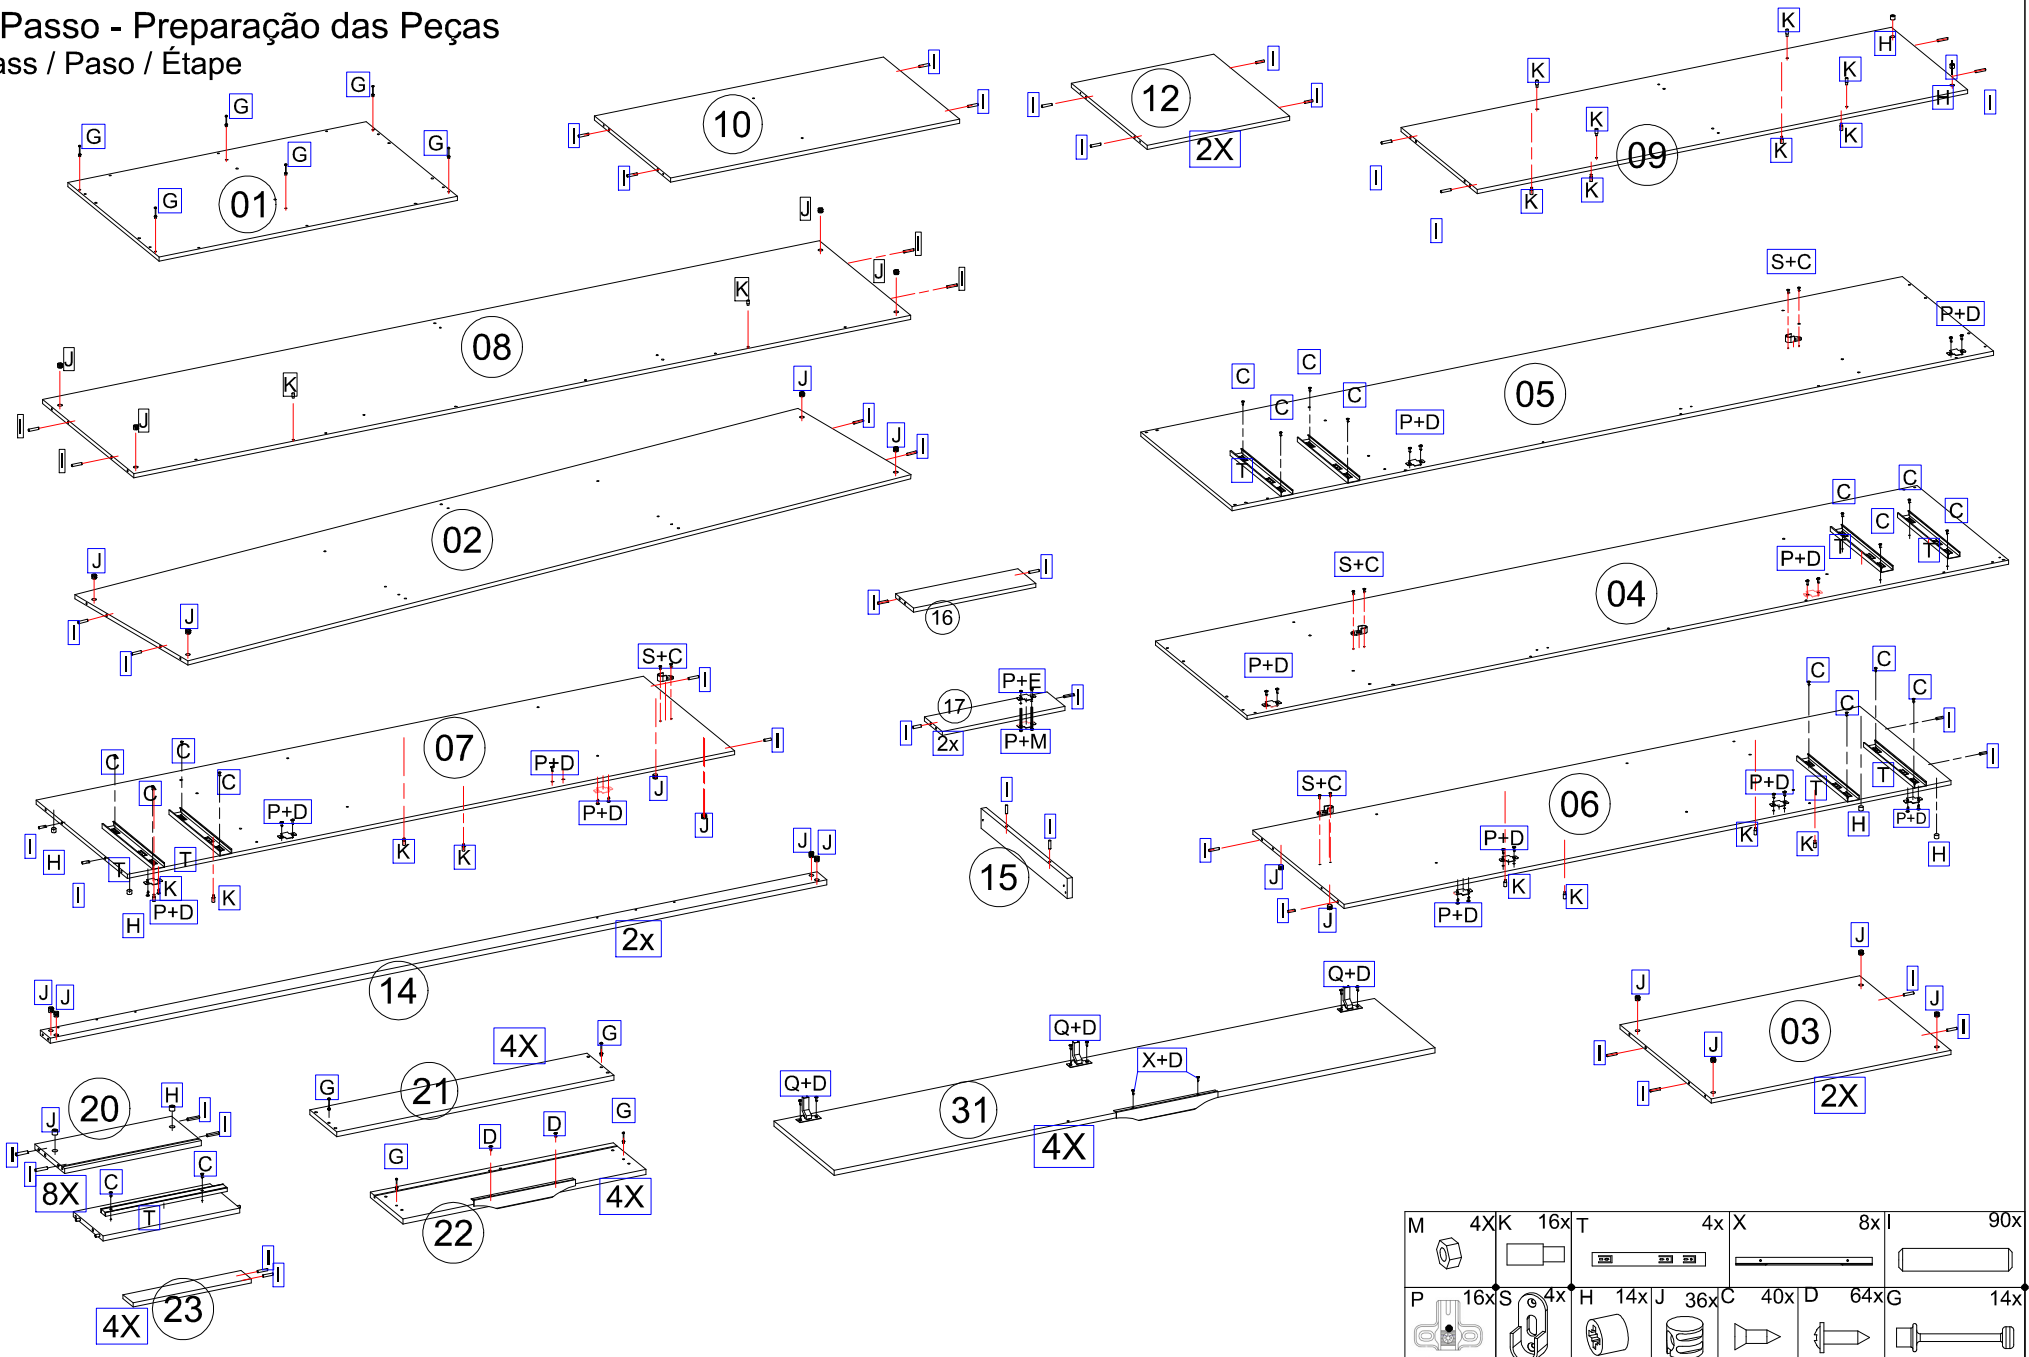 Passo - Preparação das Peças
ass / Paso / Étape
G G G G G G 01
I I I I 10
I I I I 12 2X
K K K K K K K K H H I I I 09
J J J J K K I I I I 08
J J J J I I I I 02
S+C P+D P+D C C C C T 05
S+C P+D P+D C C C C T T 04
I I 16
P+E P+M I I 17 2x
I I 15
S+C P+D P+D P+D P+D C C C C T T K K K K J J H H I I I I 07
S+C P+D P+D P+D P+D C C C C T T K K K K J J H H I I I I 06
J J J J 14 2x
J J J J I I I I 03 2X
Q+D Q+D Q+D X+D 31 4X
G G 21 4X
G G D D 22 4X
20 J H I I I I 8X
C C T
I I 23 4X
M 4X K 16x T 4x X 8x I 90x
P 16x S 4x H 14x J 36x C 40x D 64x G 14x